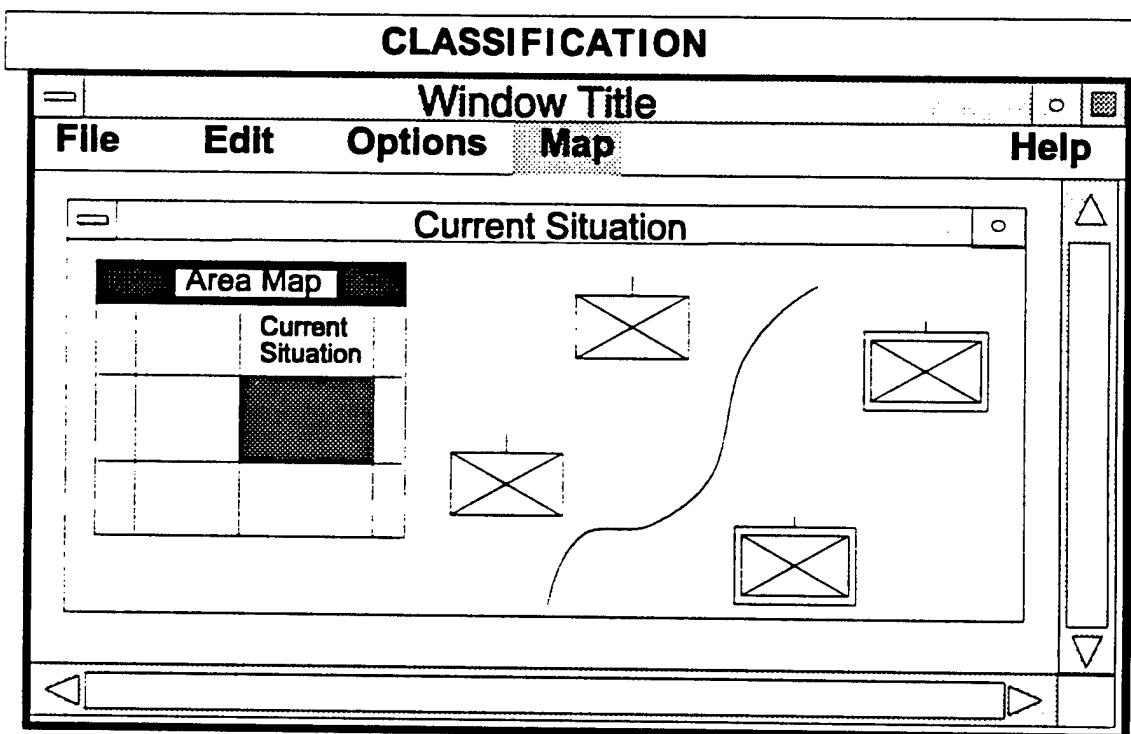 CLASSIFICATION
Window Title
File Edit Options Map Help
Current Situation
Area Map
Current
Situation